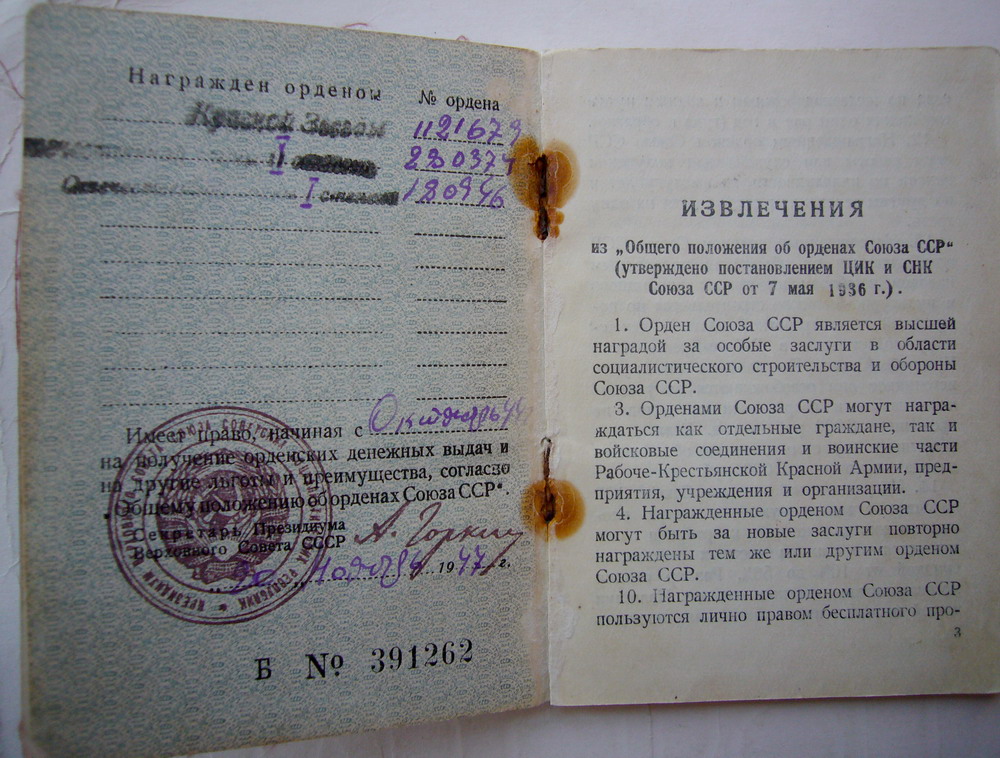 Награжден орденом № ордена
Красной Звезды 1121679
II степени
I степени 180946
Имеет право, начиная с Октября 44
на получение орденских денежных выдач и
на другие льготы и преимущества, согласно
„Общему положению об орденах Союза ССР“.
Секретарь Президиума
Верховного Совета СССР А. Горкин
1947 г.
Б № 391262
ИЗВЛЕЧЕНИЯ
из „Общего положения об орденах Союза ССР“
(утверждено постановлением ЦИК и СНК
Союза ССР от 7 мая 1936 г.).
1. Орден Союза ССР является высшей
наградой за особые заслуги в области
социалистического строительства и обороны
Союза ССР.
3. Орденами Союза ССР могут награ-
ждаться как отдельные граждане, так и
войсковые соединения и воинские части
Рабоче-Крестьянской Красной Армии, пред-
приятия, учреждения и организации.
4. Награжденные орденом Союза ССР
могут быть за новые заслуги повторно
награждены тем же или другим орденом
Союза ССР.
10. Награжденные орденом Союза ССР
пользуются лично правом бесплатного про-
3